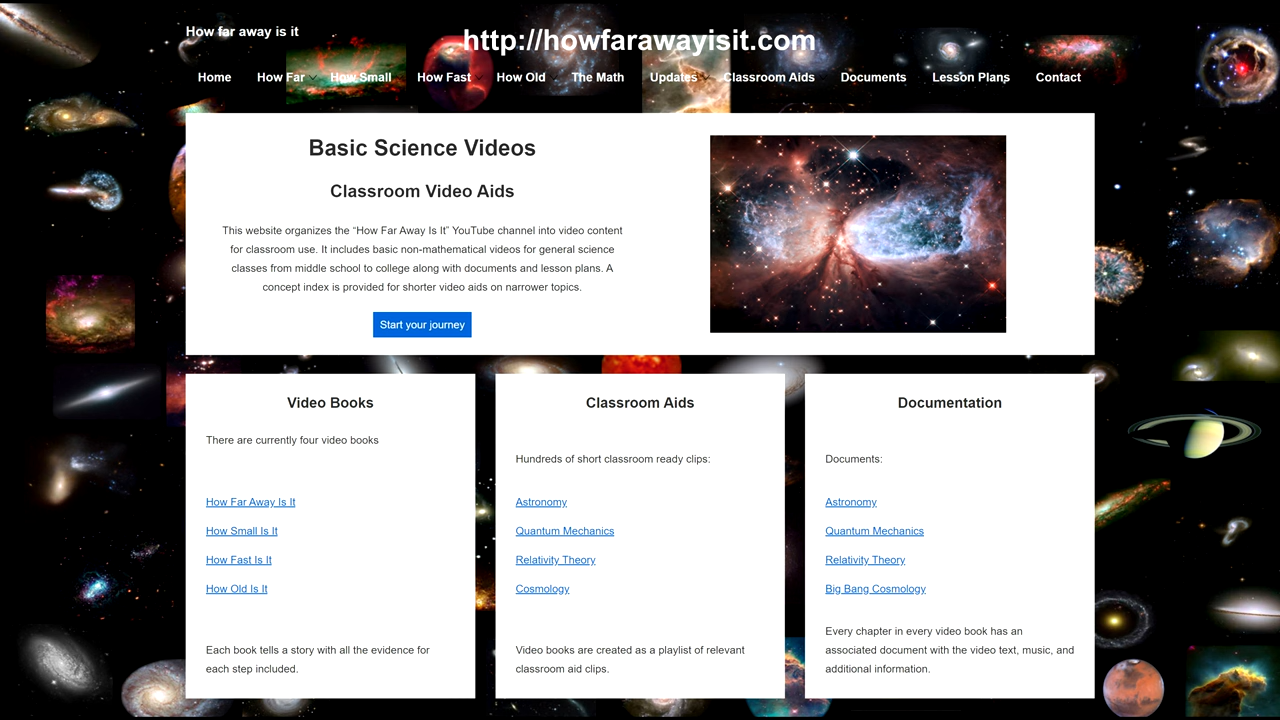 How far away is it
http://howfarawayisit.com
Home How Far How Small How Fast How Old The Math Updates Classroom Aids Documents Lesson Plans Contact
Basic Science Videos
Classroom Video Aids
This website organizes the “How Far Away Is It” YouTube channel into video content
for classroom use. It includes basic non-mathematical videos for general science
classes from middle school to college along with documents and lesson plans. A
concept index is provided for shorter video aids on narrower topics.
Start your journey
Video Books
There are currently four video books
How Far Away Is It
How Small Is It
How Fast Is It
How Old Is It
Each book tells a story with all the evidence for
each step included.
Classroom Aids
Hundreds of short classroom ready clips:
Astronomy
Quantum Mechanics
Relativity Theory
Cosmology
Video books are created as a playlist of relevant
classroom aid clips.
Documentation
Documents:
Astronomy
Quantum Mechanics
Relativity Theory
Big Bang Cosmology
Every chapter in every video book has an
associated document with the video text, music, and
additional information.